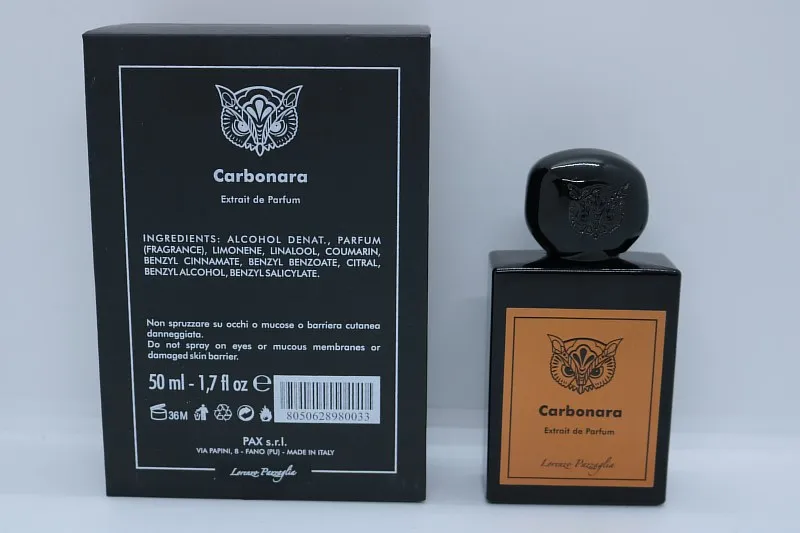 Carbonara
Extrait de Parfum
INGREDIENTS: ALCOHOL DENAT., PARFUM
(FRAGRANCE), LIMONENE, LINALOOL, COUMARIN,
BENZYL CINNAMATE, BENZYL BENZOATE, CITRAL,
BENZYL ALCOHOL, BENZYL SALICYLATE.
Non spruzzare su occhi o mucose o barriera cutanea
danneggiata.
Do not spray on eyes or mucous membranes or
damaged skin barrier.
50 ml - 1,7 fl oz ℮
8050628980033
36M
PAX s.r.l.
VIA PAPINI, 8 - FANO (PU) - MADE IN ITALY
Lorenzo Pazzaglia
Carbonara
Extrait de Parfum
Lorenzo Pazzaglia